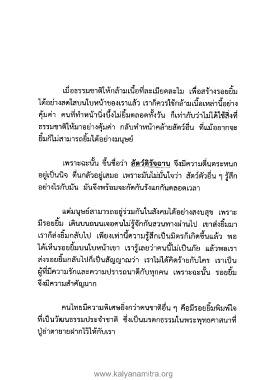 เมื่อธรรมชาติให้กล้ามเนื้อที่ละเมียดละไม เพื่อสร้างรอยยิ้ม
ได้อย่างสดใสบนใบหน้าของเราแล้ว เราก็ควรใช้กล้ามเนื้อเหล่านี้อย่าง
คุ้มค่า คนที่ทำหน้านิ่งบึ้งไม่ยิ้มตลอดทั้งวัน ก็เท่ากับว่าไม่ได้ใช้สิ่งที่
ธรรมชาติให้มาอย่างคุ้มค่า กลับทำหน้าคล้ายสัตว์อื่น ที่แม้อยากจะ
ยิ้มก็ไม่สามารถยิ้มได้อย่างมนุษย์
เพราะฉะนั้น ขึ้นชื่อว่า สัตว์ดิรัจฉาน จึงมีความตื่นตระหนก
อยู่เป็นนิจ ตื่นกลัวอยู่เสมอ เพราะมันไม่มั่นใจว่า สัตว์ตัวอื่น ๆ รู้สึก
อย่างไรกับมัน มันจึงพร้อมจะกัดกันรังแกกันตลอดเวลา
แต่มนุษย์สามารถอยู่ร่วมกันในสังคมได้อย่างสงบสุข เพราะ
มีรอยยิ้ม เดินบนถนนเจอคนไม่รู้จักกันสวนทางผ่านไป เขาส่งยิ้มมา
เราก็ส่งยิ้มกลับไป เพียงเท่านี้ความรู้สึกเป็นมิตรก็เกิดขึ้นแล้ว พอ
ได้เห็นรอยยิ้มบนใบหน้าเขา เรารู้เลยว่าคนนี้ไม่เป็นภัย แล้วพอเรา
ส่งรอยยิ้มกลับไปก็เป็นสัญญาณว่า เราไม่ได้คิดร้ายกับใคร เราเป็น
ผู้ที่มีความรักและความปรารถนาดีกับทุกคน เพราะฉะนั้น รอยยิ้ม
จึงมีความสำคัญมาก
คนไทยมีความพิเศษยิ่งกว่าคนชาติอื่น ๆ คือมีรอยยิ้มพิมพ์ใจ
ที่เป็นวัฒนธรรมประจำชาติ ซึ่งเป็นมรดกธรรมในพระพุทธศาสนาที่
ปู่ย่าตายายฝากไว้ให้กับเรา
www.kalyanamitra.org